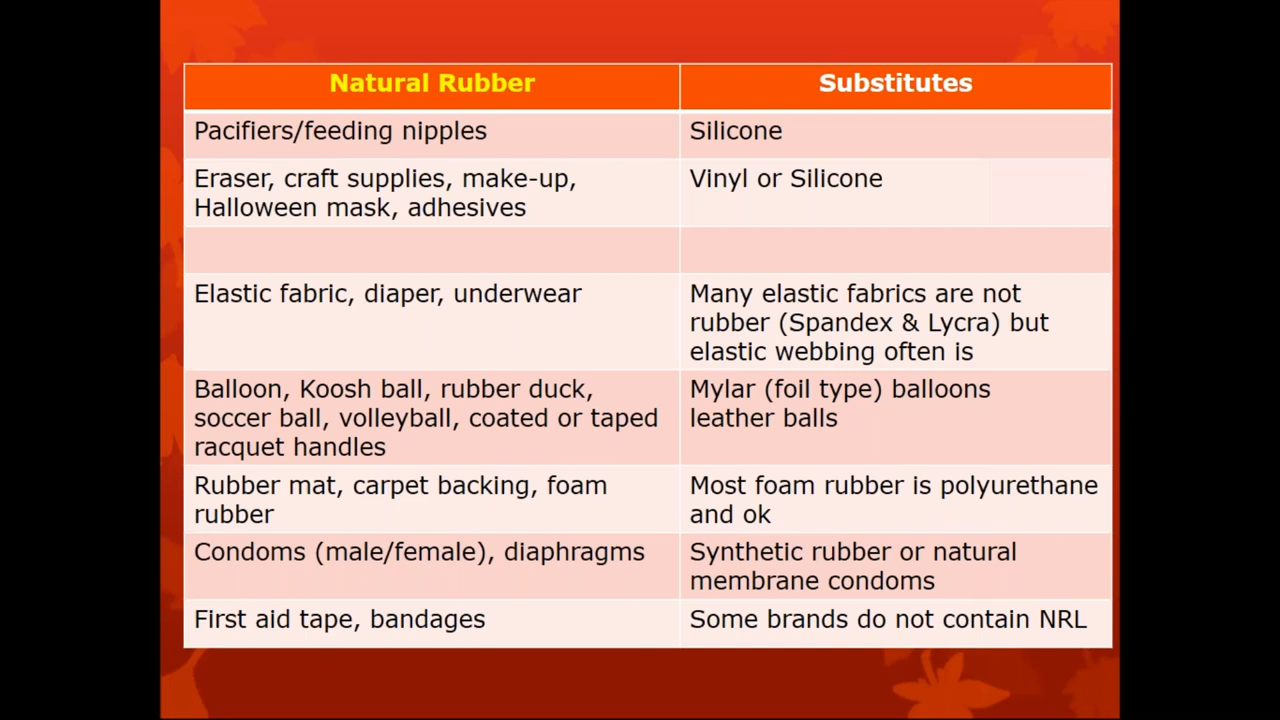 Natural Rubber
Substitutes
Pacifiers/feeding nipples
Silicone
Eraser, craft supplies, make-up,
Halloween mask, adhesives
Vinyl or Silicone
Elastic fabric, diaper, underwear
Many elastic fabrics are not
rubber (Spandex & Lycra) but
elastic webbing often is
Balloon, Koosh ball, rubber duck,
soccer ball, volleyball, coated or taped
racquet handles
Mylar (foil type) balloons
leather balls
Rubber mat, carpet backing, foam
rubber
Most foam rubber is polyurethane
and ok
Condoms (male/female), diaphragms
Synthetic rubber or natural
membrane condoms
First aid tape, bandages
Some brands do not contain NRL